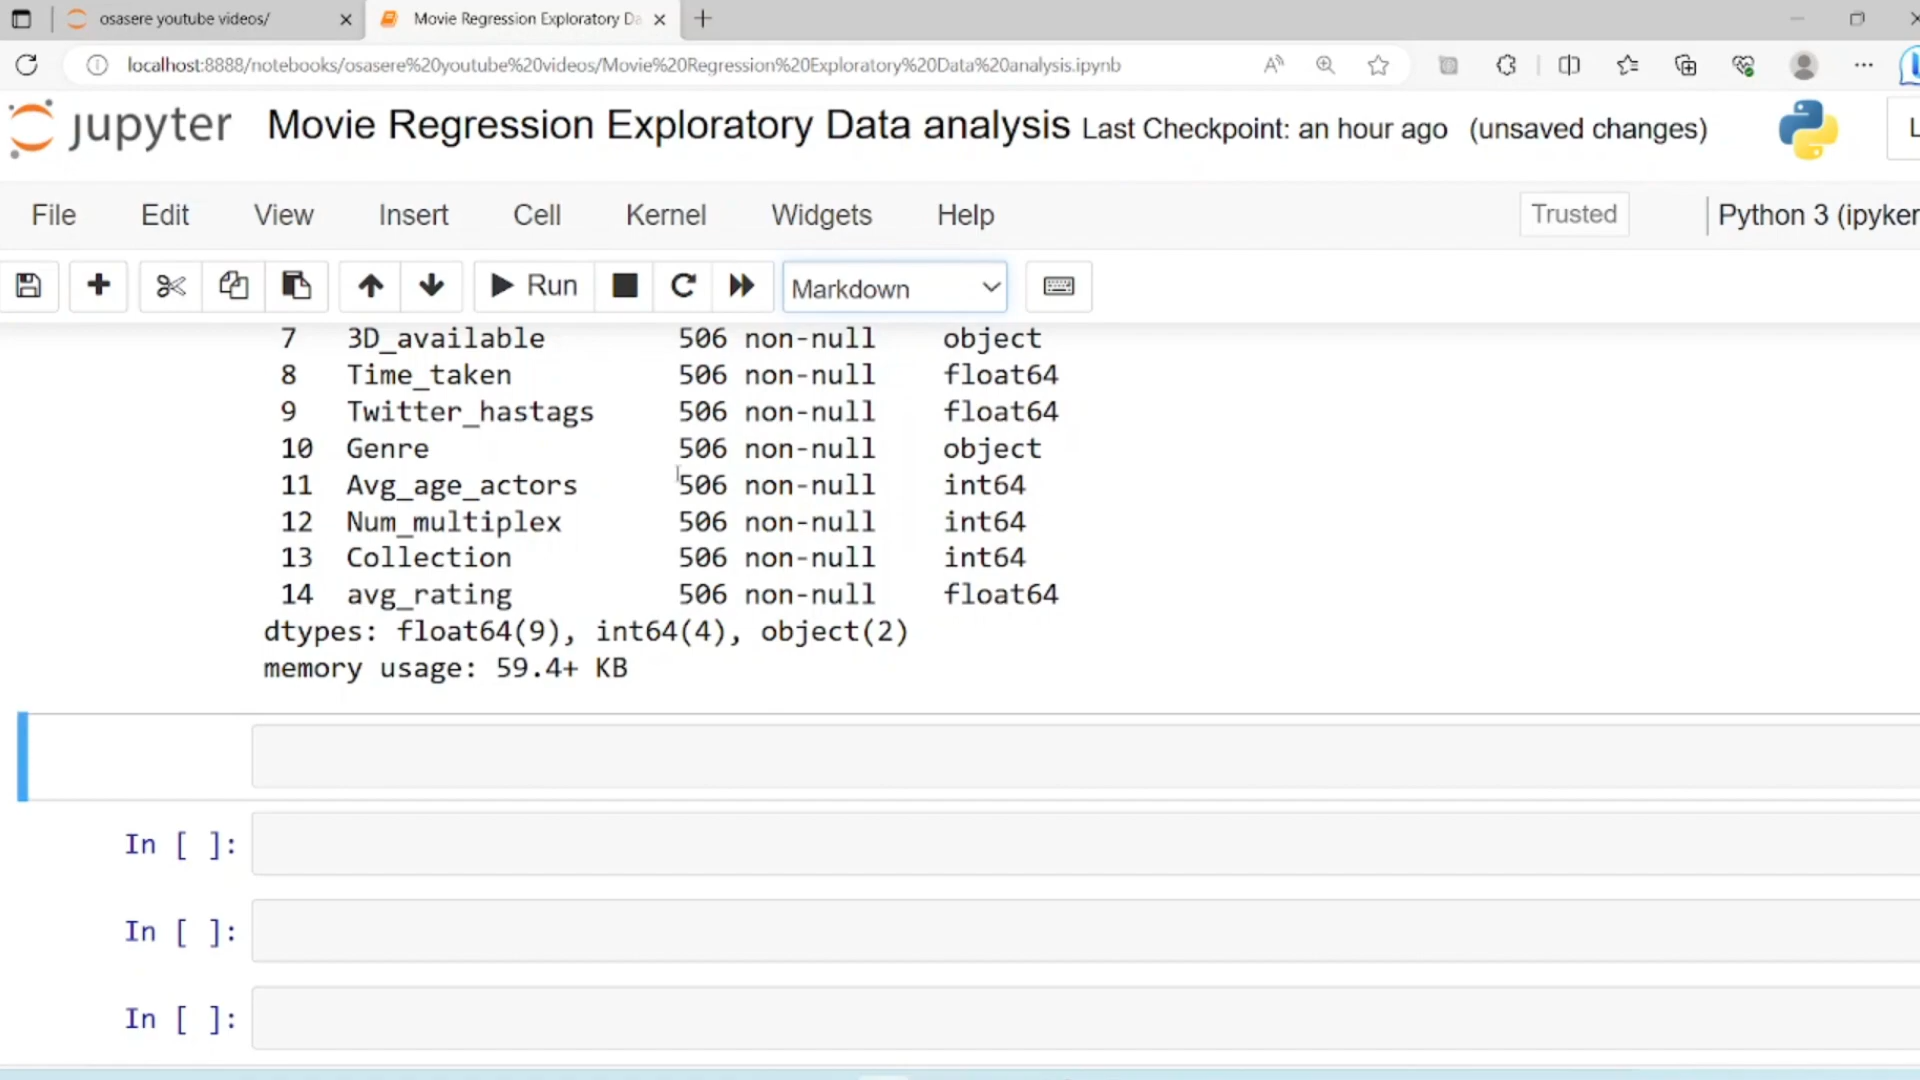 osasere youtube videos/
Movie Regression Exploratory Da
localhost:8888/notebooks/osasere%20youtube%20videos/Movie%20Regression%20Exploratory%20Data%20analysis.ipynb
jupyter Movie Regression Exploratory Data analysis Last Checkpoint: an hour ago (unsaved changes)
File Edit View Insert Cell Kernel Widgets Help Trusted Python 3 (ipyker
Run Markdown
7 3D_available 506 non-null object
8 Time_taken 506 non-null float64
9 Twitter_hastags 506 non-null float64
10 Genre 506 non-null object
11 Avg_age_actors 506 non-null int64
12 Num_multiplex 506 non-null int64
13 Collection 506 non-null int64
14 avg_rating 506 non-null float64
dtypes: float64(9), int64(4), object(2)
memory usage: 59.4+ KB
In [ ]:
In [ ]:
In [ ]: